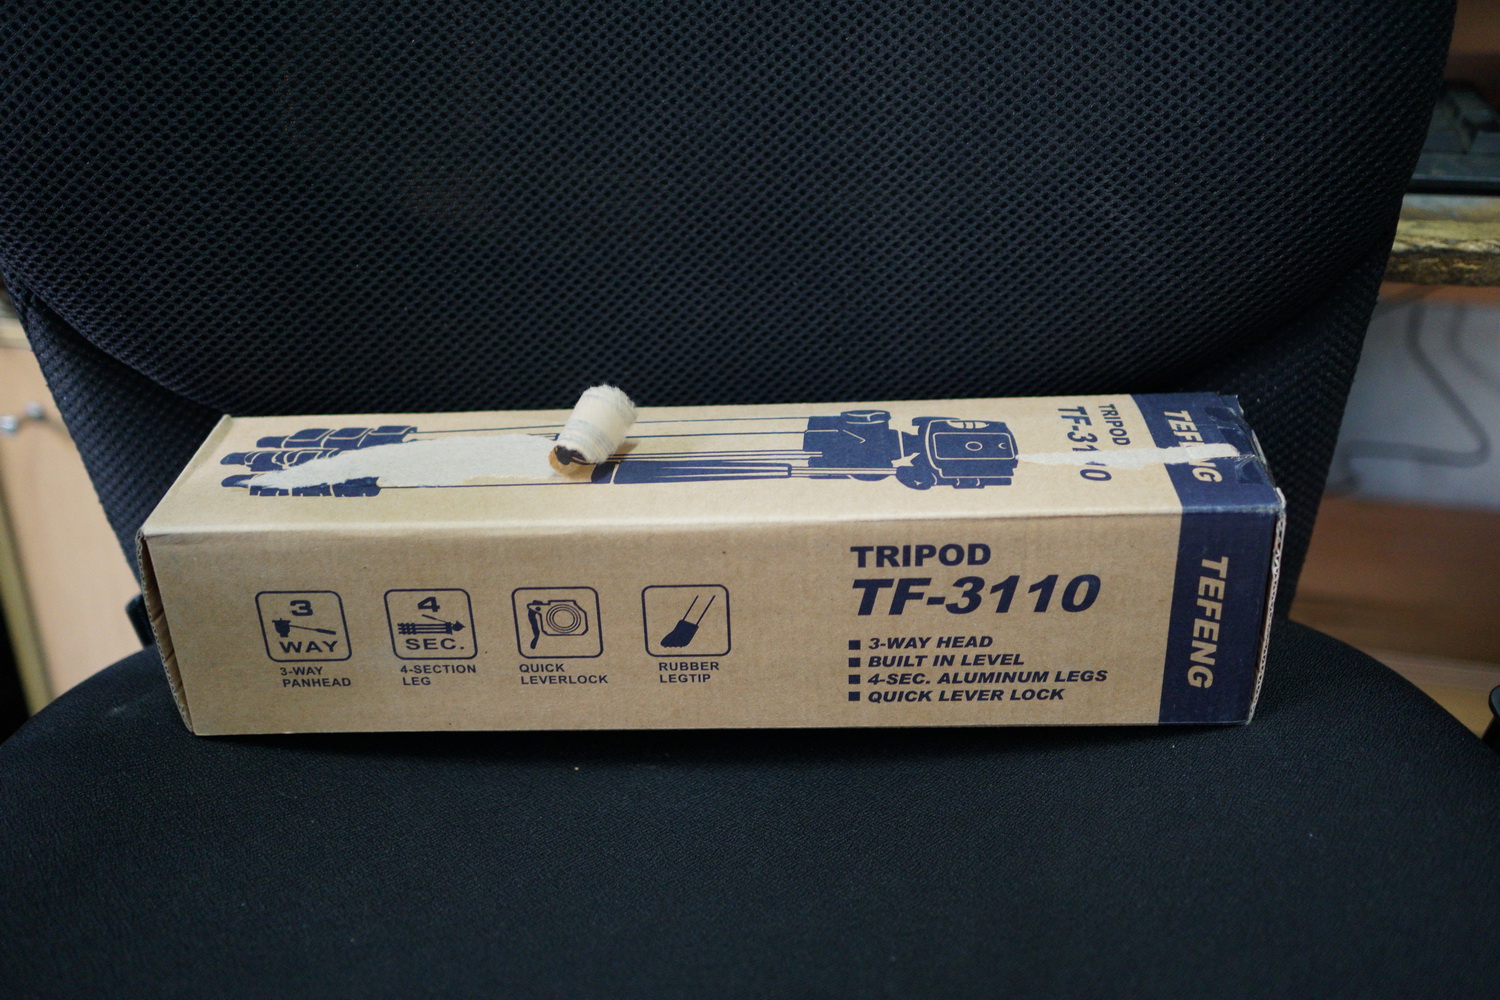 TRIPOD
TF-3110
TEFENG
3
WAY
3-WAY
PANHEAD
4
SEC.
4-SECTION
LEG
QUICK
LEVERLOCK
RUBBER
LEGTIP
TRIPOD
TF-3110
3-WAY HEAD
BUILT IN LEVEL
4-SEC. ALUMINUM LEGS
QUICK LEVER LOCK
TEFENG